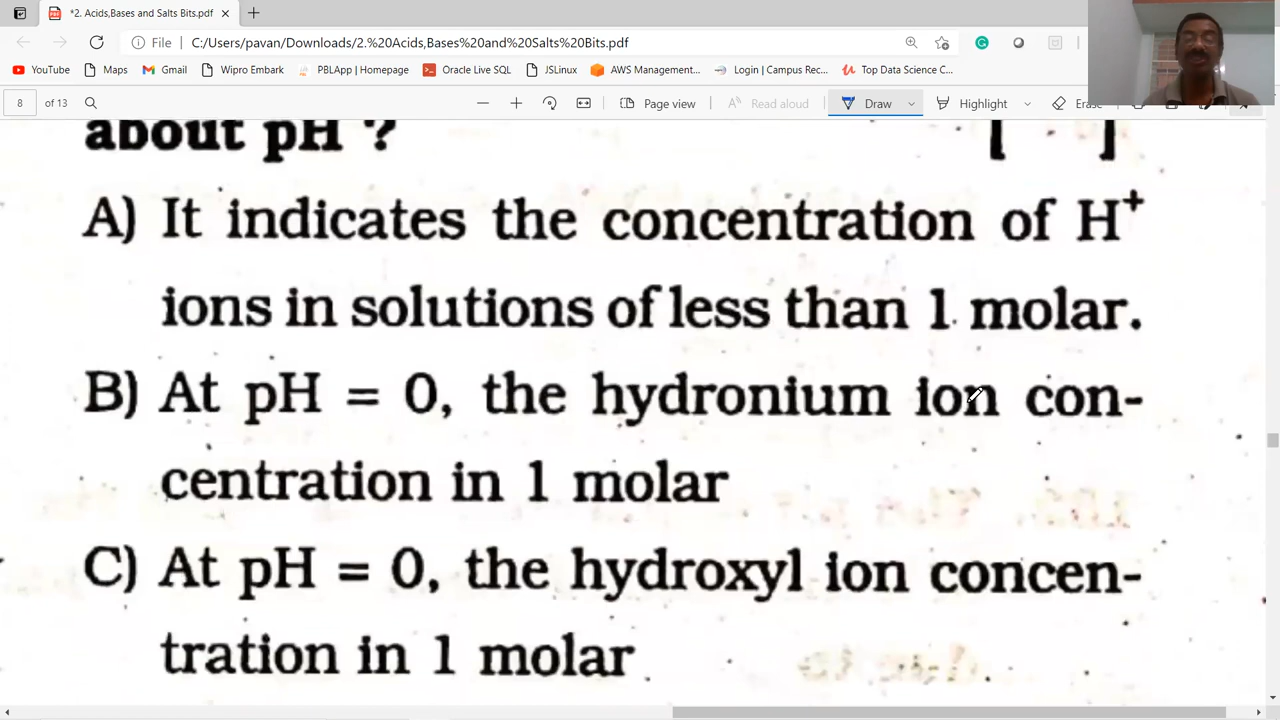 *2. Acids,Bases and Salts Bits.pdf
File C:/Users/pavan/Downloads/2.%20Acids,Bases%20and%20Salts%20Bits.pdf
YouTube Maps Gmail Wipro Embark PBLApp | Homepage Oracle Live SQL JSLinux AWS Management... Login | Campus Rec... Top Data Science C...
8 of 13 Page view Read aloud Draw Highlight Erase
about pH ? [ ]
A) It indicates the concentration of H⁺
ions in solutions of less than 1 molar.
B) At pH = 0, the hydronium ion con-
centration in 1 molar
C) At pH = 0, the hydroxyl ion concen-
tration in 1 molar